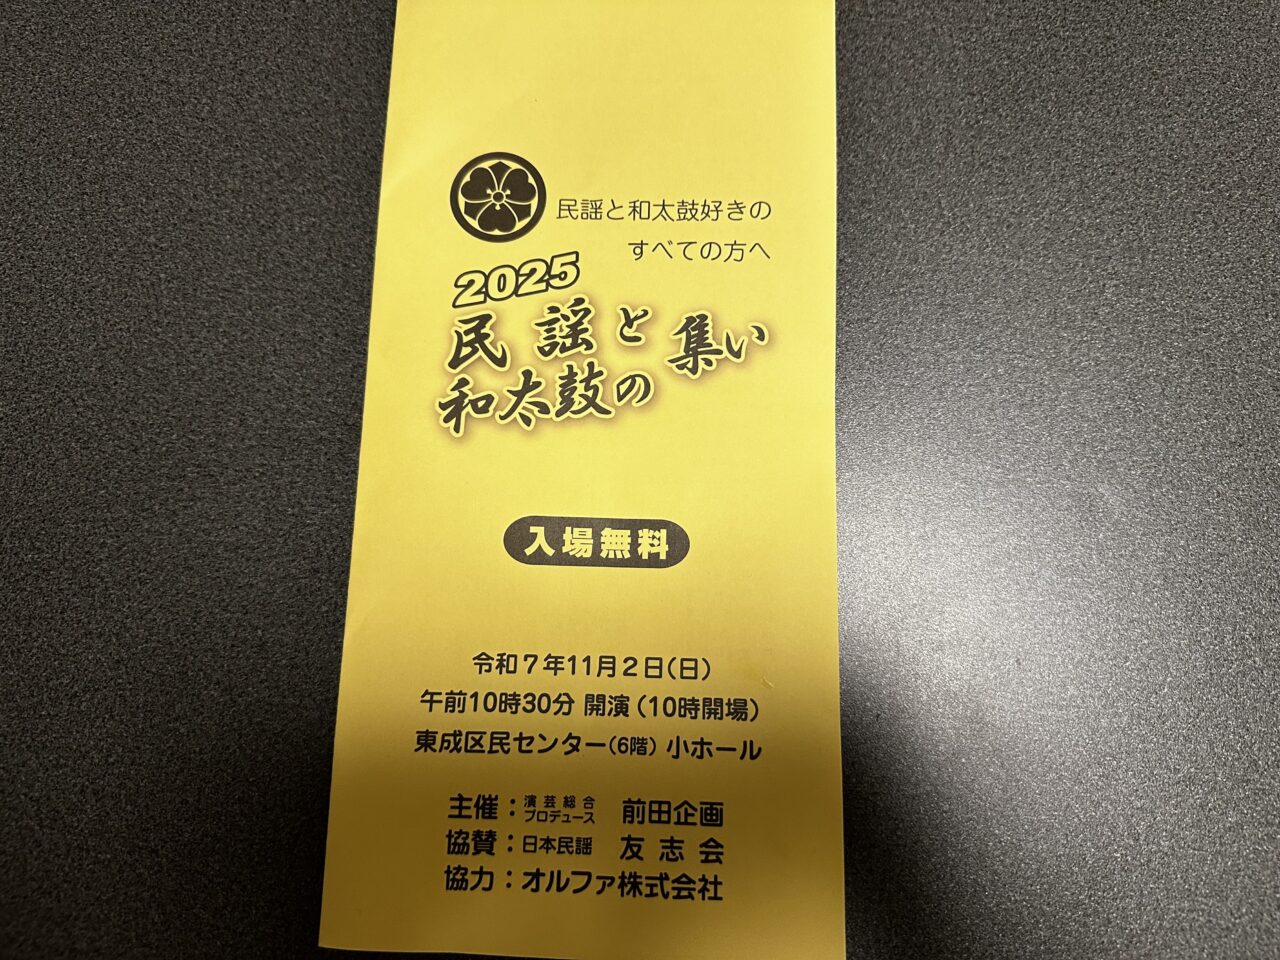 民謡と和太鼓好きの
すべての方へ
2025
民謡と
和太鼓の集い
入場無料
令和7年11月2日(日)
午前10時30分 開演(10時開場)
東成区民センター(6階) 小ホール
主催:演芸総合プロデュース 前田企画
協賛:日本民謡 友志会
協力:オルファ株式会社